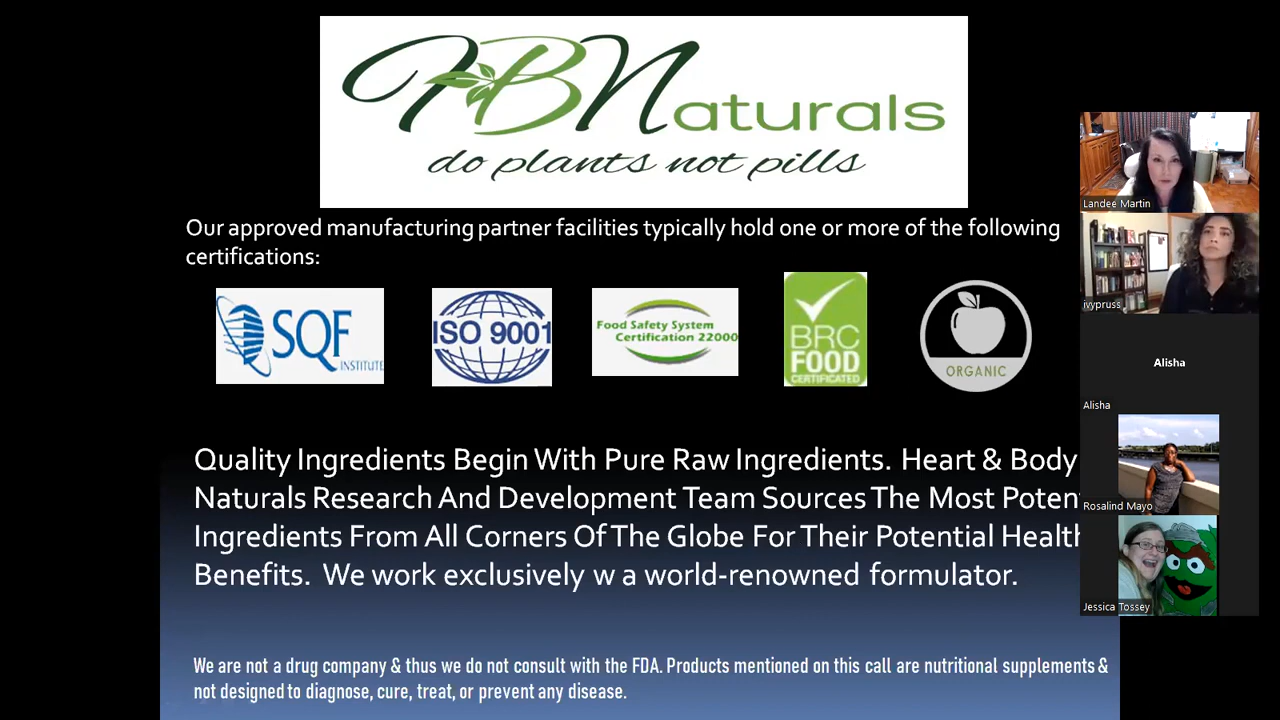 HBNaturals
do plants not pills
Our approved manufacturing partner facilities typically hold one or more of the following
certifications:
SQF
INSTITUTE
ISO 9001
Food Safety System
Certification 22000
BRC
FOOD
CERTIFICATED
ORGANIC
Quality Ingredients Begin With Pure Raw Ingredients. Heart & Body
Naturals Research And Development Team Sources The Most Poten
Ingredients From All Corners Of The Globe For Their Potential Health
Benefits. We work exclusively w a world-renowned formulator.
We are not a drug company & thus we do not consult with the FDA. Products mentioned on this call are nutritional supplements &
not designed to diagnose, cure, treat, or prevent any disease.
Landee Martin
ivypruss
Alisha
Alisha
Rosalind Mayo
Jessica Tossey